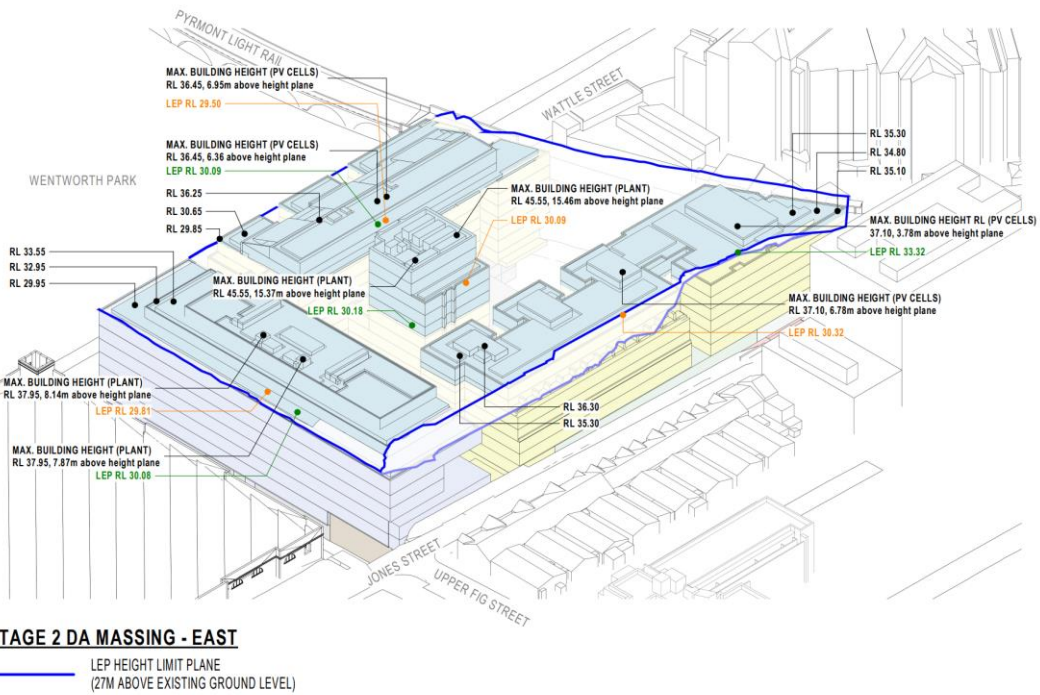 PYRMONT LIGHT RAIL
MAX. BUILDING HEIGHT (PV CELLS)
RL 36.45, 6.95m above height plane
LEP RL 29.50
WATTLE STREET
MAX. BUILDING HEIGHT (PV CELLS)
RL 36.45, 6.36 above height plane
LEP RL 30.09
WENTWORTH PARK
RL 36.25
RL 30.65
RL 29.85
RL 33.55
RL 32.95
RL 29.95
MAX. BUILDING HEIGHT (PLANT)
RL 45.55, 15.46m above height plane
LEP RL 30.09
RL 35.30
RL 34.80
RL 35.10
MAX. BUILDING HEIGHT RL (PV CELLS)
37.10, 3.78m above height plane
LEP RL 33.32
MAX. BUILDING HEIGHT (PLANT)
RL 45.55, 15.37m above height plane
LEP RL 30.18
MAX. BUILDING HEIGHT (PV CELLS)
RL 37.10, 6.78m above height plane
LEP RL 30.32
MAX. BUILDING HEIGHT (PLANT)
RL 37.95, 8.14m above height plane
LEP RL 29.81
RL 36.30
RL 35.30
MAX. BUILDING HEIGHT (PLANT)
RL 37.95, 7.87m above height plane
LEP RL 30.08
JONES STREET
UPPER FIG STREET
TAGE 2 DA MASSING - EAST
LEP HEIGHT LIMIT PLANE
(27M ABOVE EXISTING GROUND LEVEL)